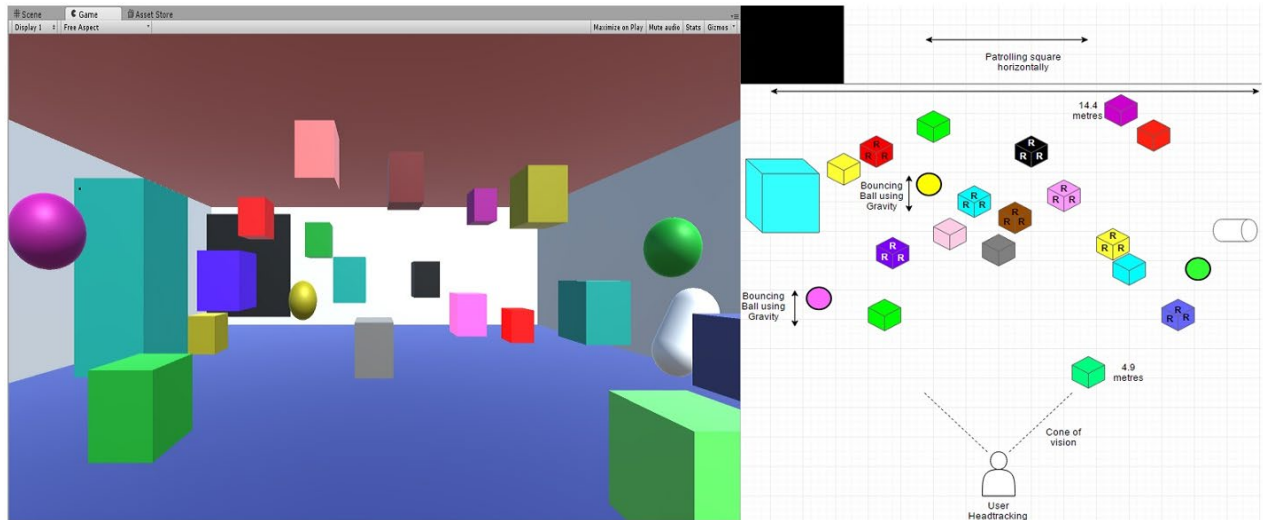 Scene Game Asset Store
Display 1 Free Aspect Maximize on Play Mute audio Stats Gizmos
Patrolling square
horizontally
14.4
metres
R
R R
R
R R
Bouncing
Ball using
Gravity
R
R R
R
R R
R
R R
R
R R
R
R R
Bouncing
Ball using
Gravity
R
R R
4.9
metres
Cone of
vision
User
Headtracking